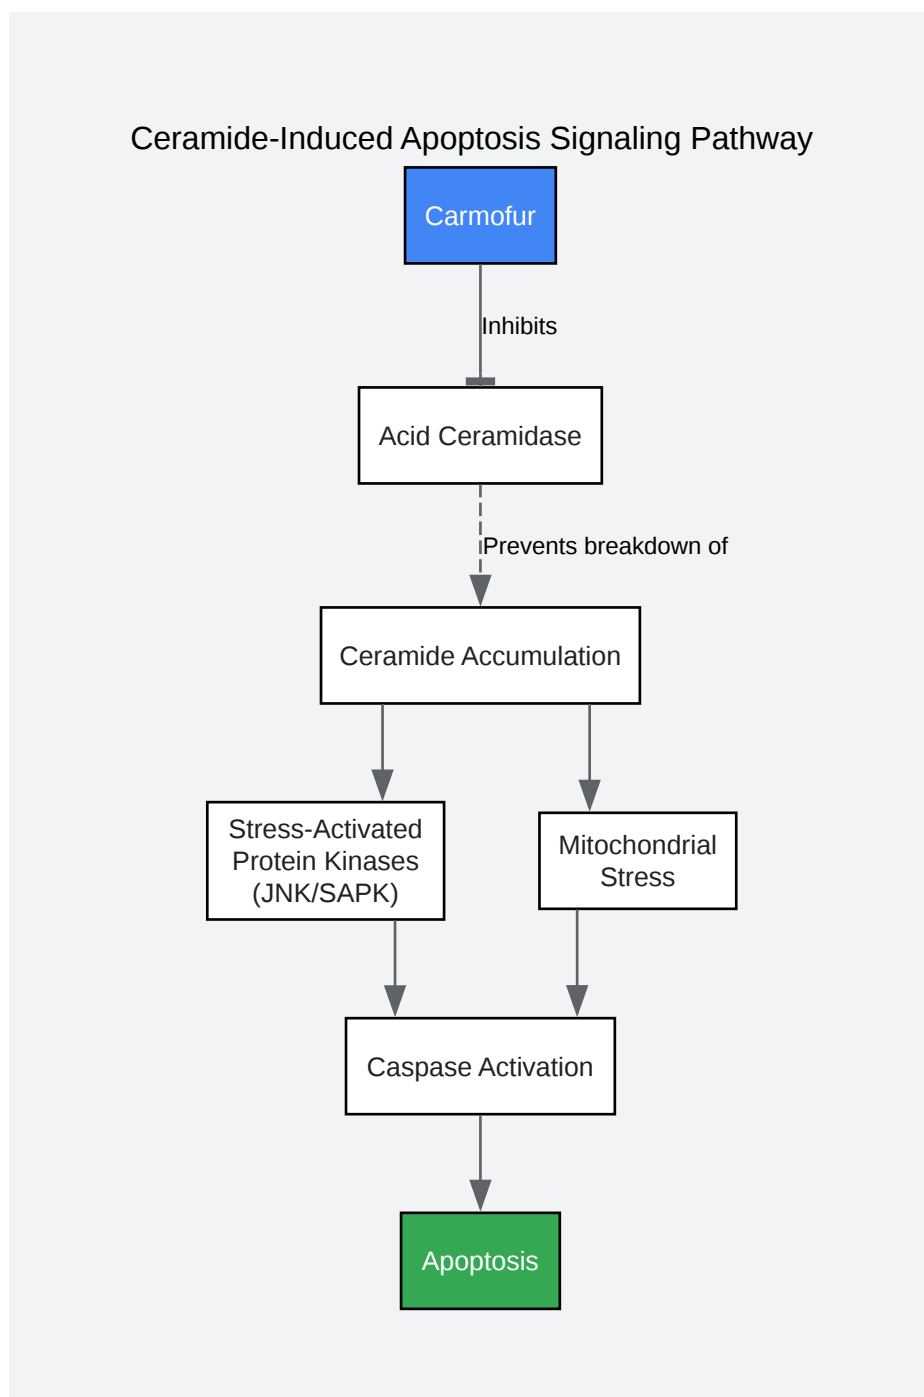 Ceramide-Induced Apoptosis Signaling Pathway
Carmofur
Inhibits
Acid Ceramidase
Prevents breakdown of
Ceramide Accumulation
Stress-Activated
Protein Kinases
(JNK/SAPK)
Mitochondrial
Stress
Caspase Activation
Apoptosis